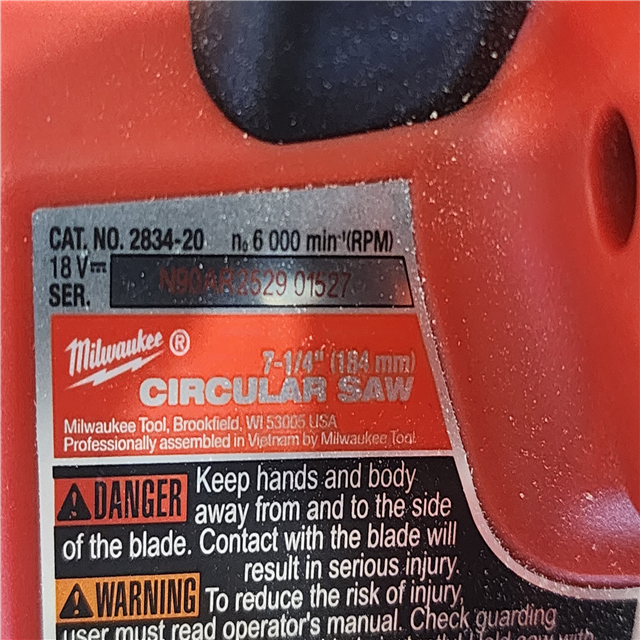 CAT. NO. 2834-20 n₀ 6 000 min⁻¹(RPM)
18 V⎓
SER. N90AR2529 01527
Milwaukee®
7-1/4" (184 mm)
CIRCULAR SAW
Milwaukee Tool, Brookfield, WI 53005 USA
Professionally assembled in Vietnam by Milwaukee Tool
DANGER Keep hands and body
away from and to the side
of the blade. Contact with the blade will
result in serious injury.
WARNING To reduce the risk of injury,
user must read operator's manual. Check guarding